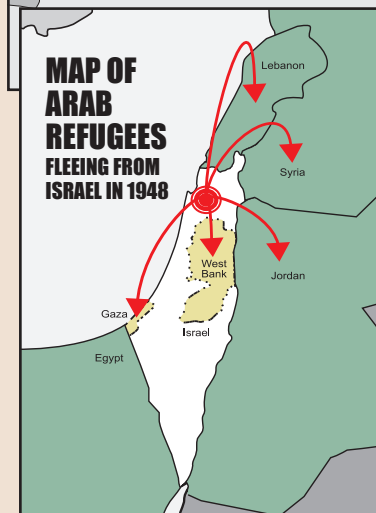 MAP OF
ARAB
REFUGEES
FLEEING FROM
ISRAEL IN 1948
Lebanon
Syria
West
Bank
Jordan
Gaza
Israel
Egypt